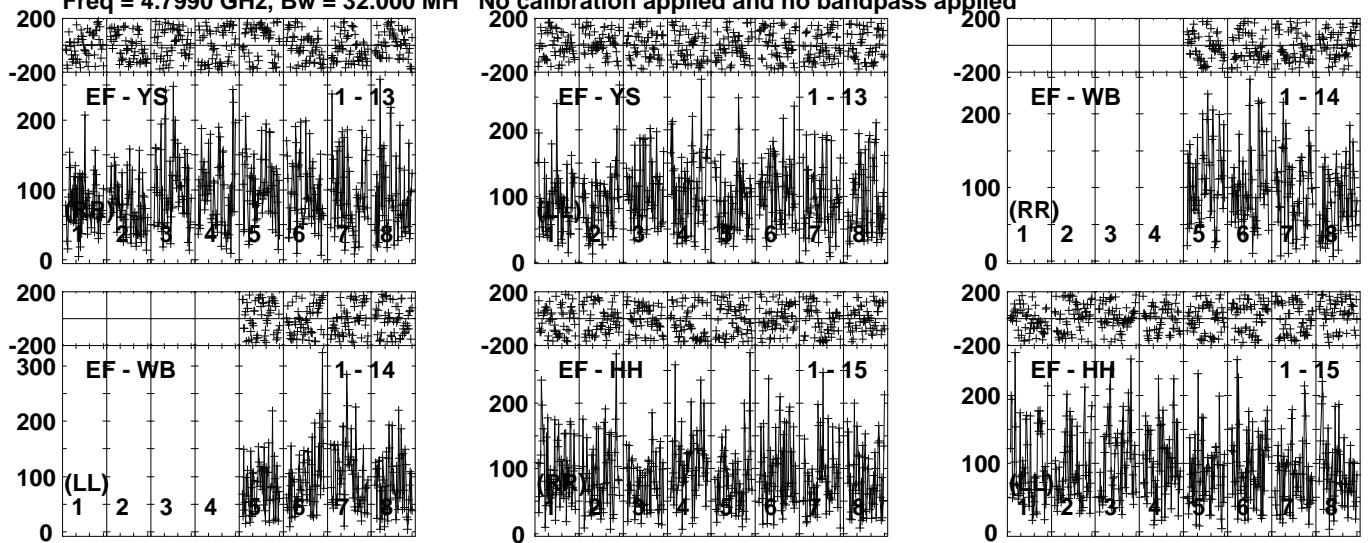 Freq = 4.7990 GHz, Bw = 32.000 MH No calibration applied and no bandpass applied
200
-200
EF - YS 1 - 13
200
100
(RR)
1 2 3 4 5 6 7 8
0
200
-200
EF - YS 1 - 13
200
100
(LL)
1 2 3 4 5 6 7 8
0
200
-200
EF - WB 1 - 14
200
100
(RR)
1 2 3 4 5 6 7 8
0
200
-200
300
EF - WB 1 - 14
200
100
(LL)
1 2 3 4 5 6 7 8
0
200
-200
EF - HH 1 - 15
200
100
(RR)
1 2 3 4 5 6 7 8
0
200
-200
EF - HH 1 - 15
200
100
(LL)
1 2 3 4 5 6 7 8
0